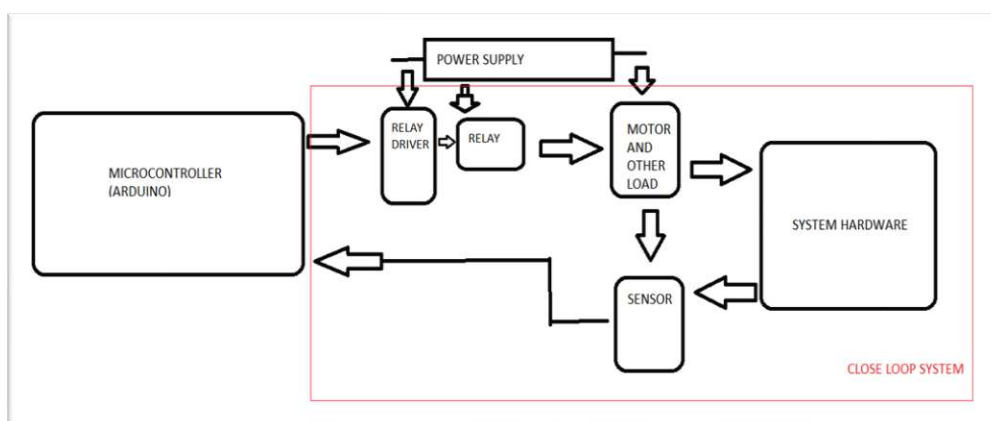 POWER SUPPLY
MICROCONTROLLER
(ARDUINO)
RELAY
DRIVER
RELAY
MOTOR
AND
OTHER
LOAD
SYSTEM HARDWARE
SENSOR
CLOSE LOOP SYSTEM